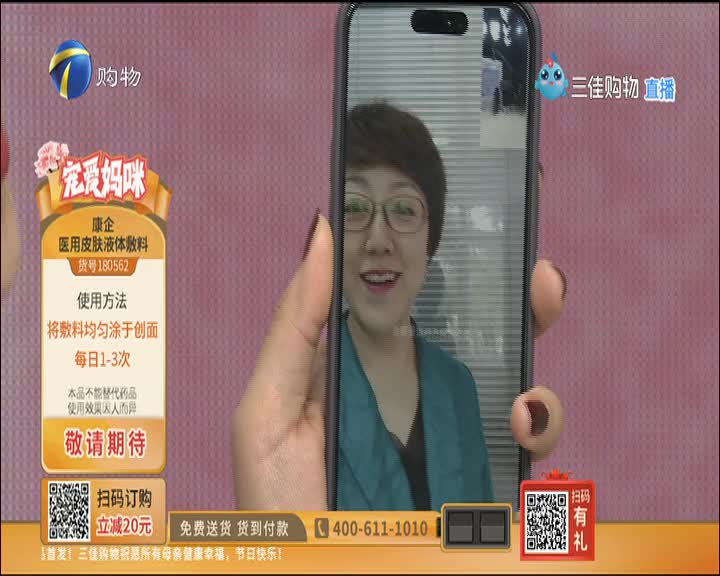 购物
三佳购物 直播
宠爱妈咪
康企
医用皮肤液体敷料
货号180562
使用方法
将敷料均匀涂于创面
每日1-3次
本品不能替代药品
使用效果因人而异
敬请期待
扫码订购
立减20元
免费送货 货到付款
400-611-1010
扫码有礼
首发！三佳购物祝愿所有母亲健康幸福，节日快乐！